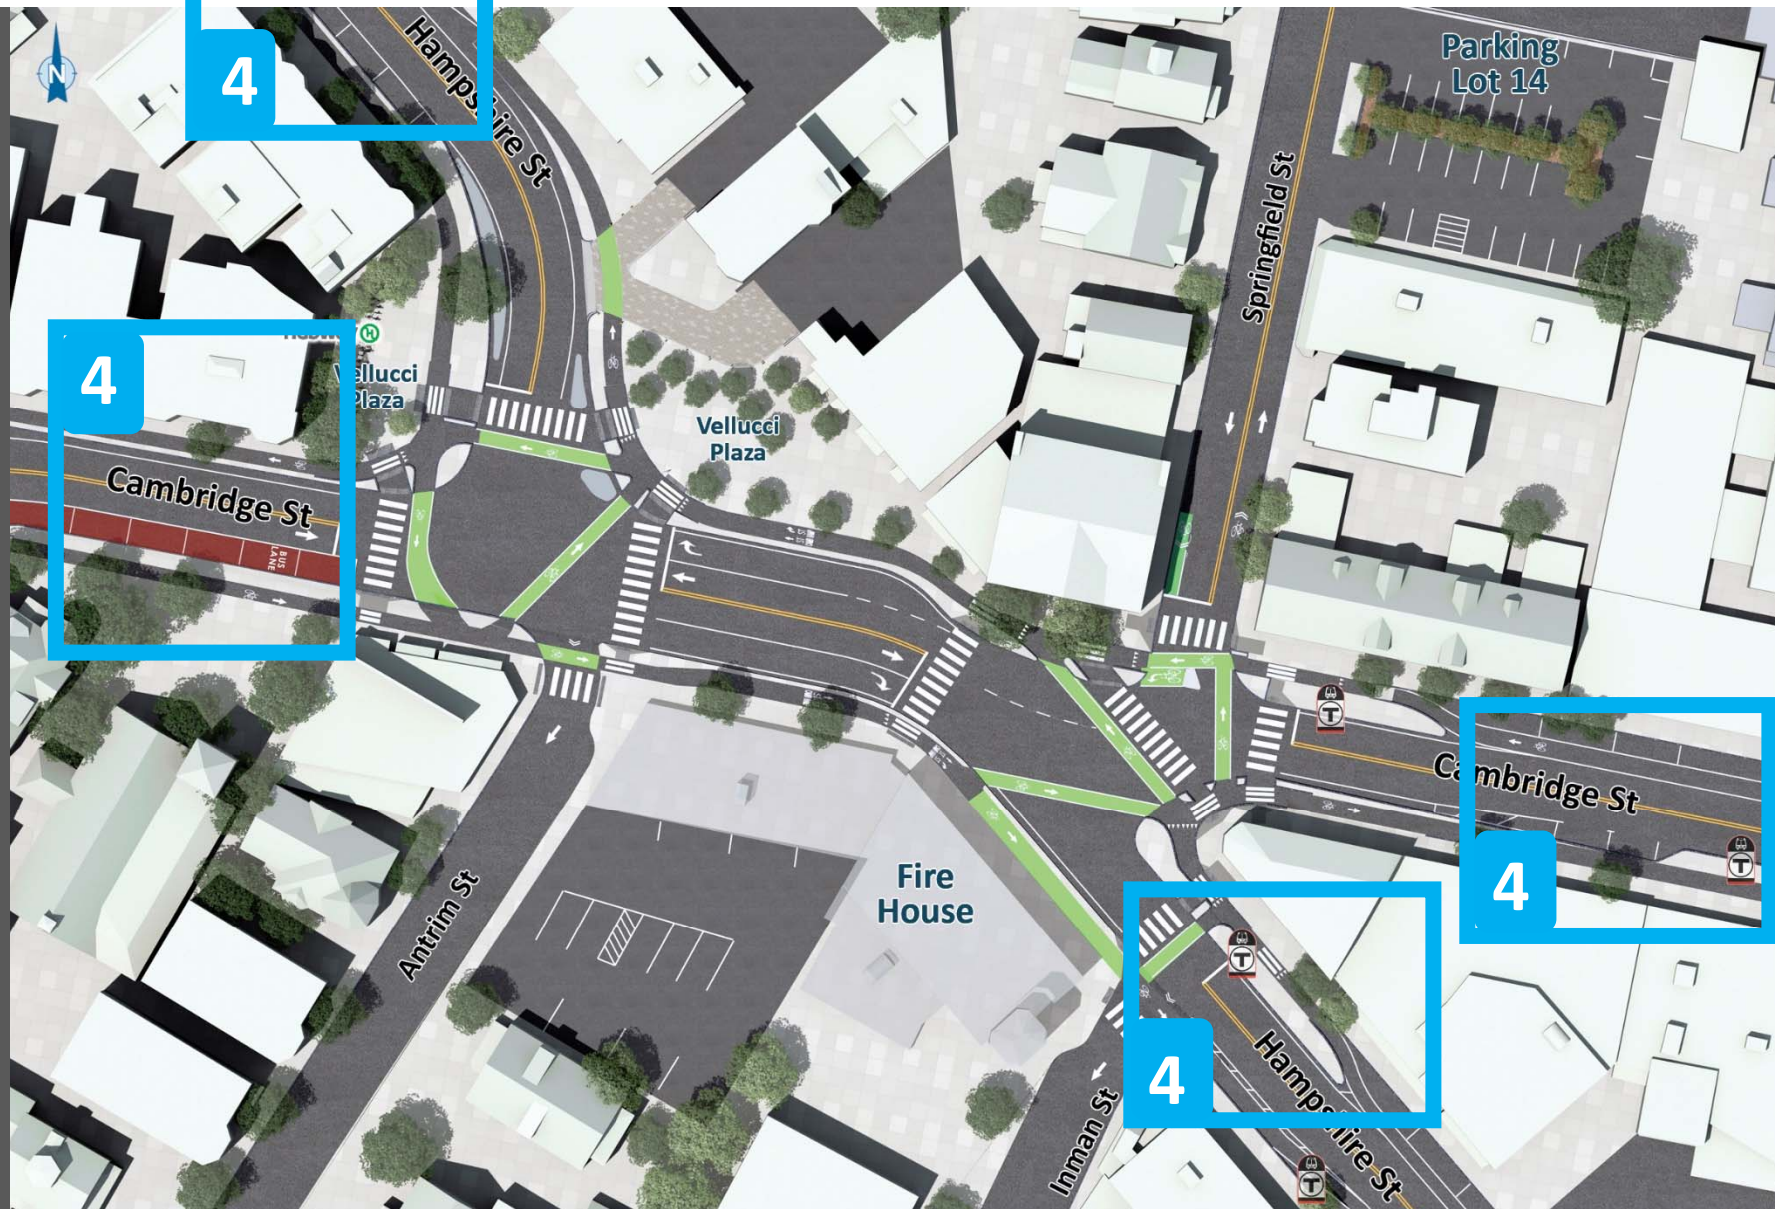 N
4
Hampshire St
Parking
Lot 14
Springfield St
4
Vellucci
Plaza
Vellucci
Plaza
Cambridge St
BUS
LANE
T
Cambridge St
T
4
Fire
House
Antrim St
T
4
Hampshire St
Inman St
T